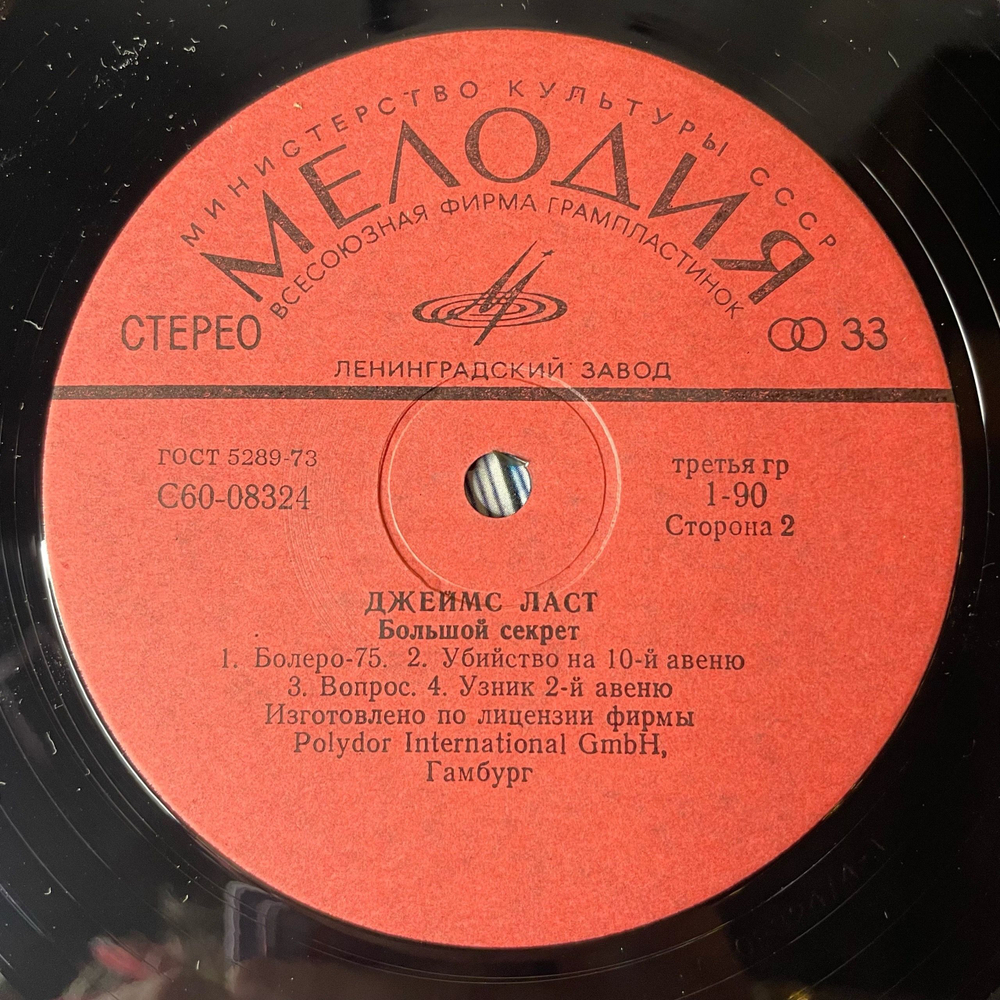 МИНИСТЕРСТВО КУЛЬТУРЫ СССР
МЕЛОДИЯ
ВСЕСОЮЗНАЯ ФИРМА ГРАМПЛАСТИНОК
СТЕРЕО
33
ЛЕНИНГРАДСКИЙ ЗАВОД
ГОСТ 5289-73
С60-08324
третья гр
1-90
Сторона 2
ДЖЕЙМС ЛАСТ
Большой секрет
1. Болеро-75. 2. Убийство на 10-й авеню
3. Вопрос. 4. Узник 2-й авеню
Изготовлено по лицензии фирмы
Polydor International GmbH,
Гамбург